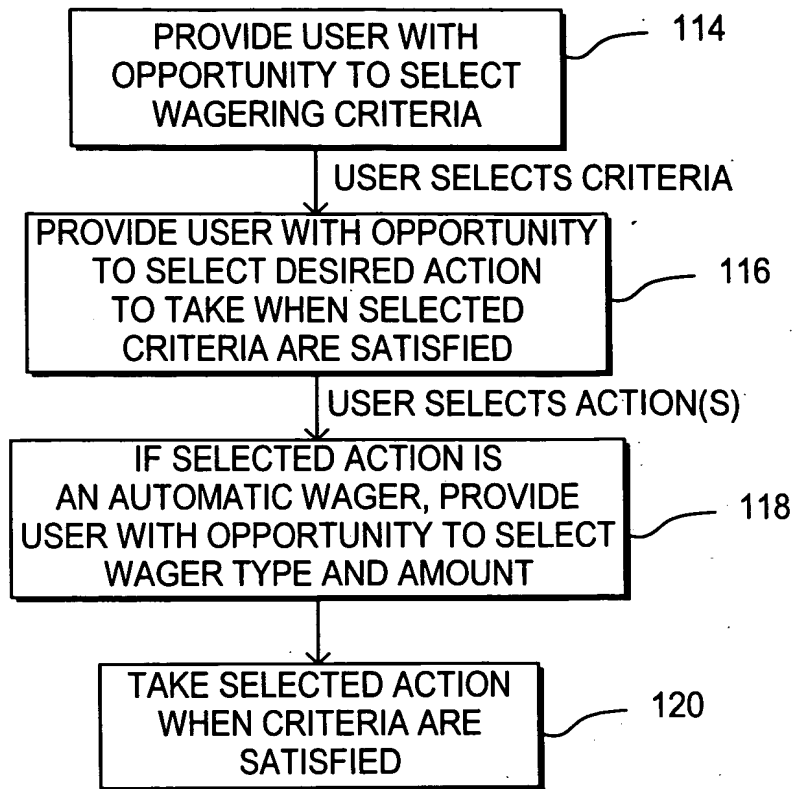 PROVIDE USER WITH
OPPORTUNITY TO SELECT
WAGERING CRITERIA
114
USER SELECTS CRITERIA
PROVIDE USER WITH OPPORTUNITY
TO SELECT DESIRED ACTION
TO TAKE WHEN SELECTED
CRITERIA ARE SATISFIED
116
USER SELECTS ACTION(S)
IF SELECTED ACTION IS
AN AUTOMATIC WAGER, PROVIDE
USER WITH OPPORTUNITY TO SELECT
WAGER TYPE AND AMOUNT
118
TAKE SELECTED ACTION
WHEN CRITERIA ARE
SATISFIED
120